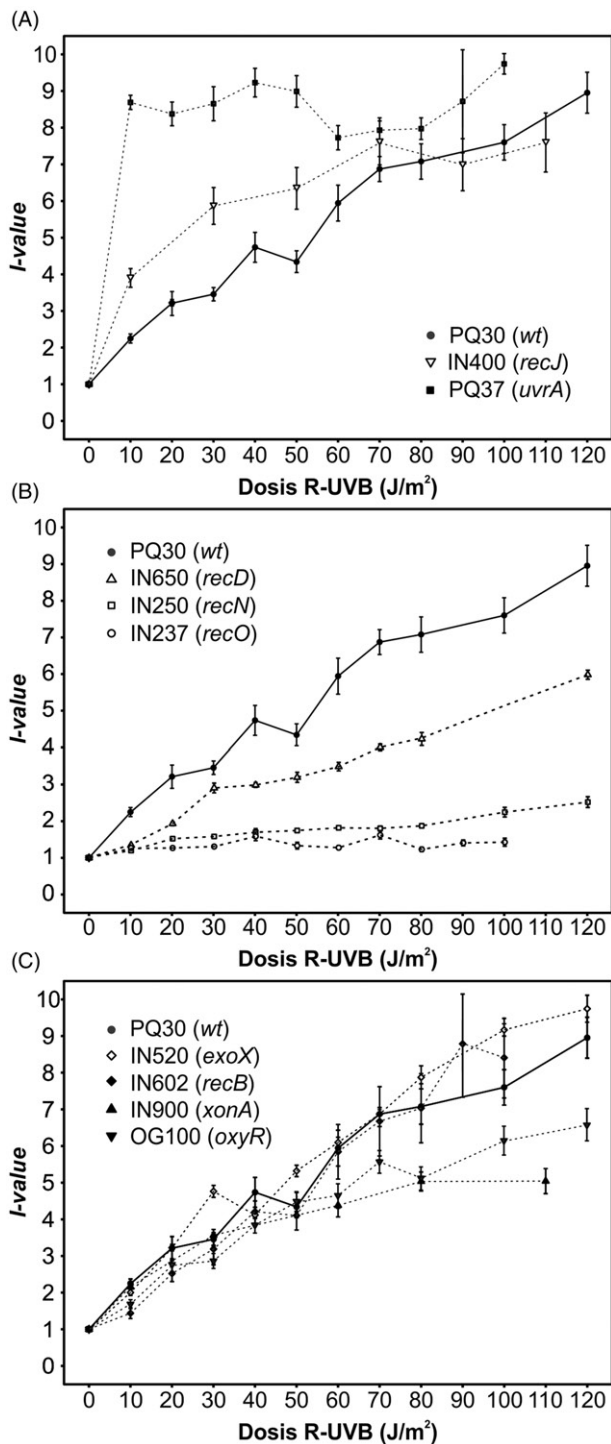 (A)
10
9
8
7
6
5
4
3
2
1
0
I-value
PQ30 (wt)
IN400 (recJ)
PQ37 (uvrA)
0 10 20 30 40 50 60 70 80 90 100 110 120
Dosis R-UVB (J/m²)
(B)
10
9
8
7
6
5
4
3
2
1
0
I-value
PQ30 (wt)
IN650 (recD)
IN250 (recN)
IN237 (recO)
0 10 20 30 40 50 60 70 80 90 100 110 120
Dosis R-UVB (J/m²)
(C)
10
9
8
7
6
5
4
3
2
1
0
I-value
PQ30 (wt)
IN520 (exoX)
IN602 (recB)
IN900 (xonA)
OG100 (oxyR)
0 10 20 30 40 50 60 70 80 90 100 110 120
Dosis R-UVB (J/m²)